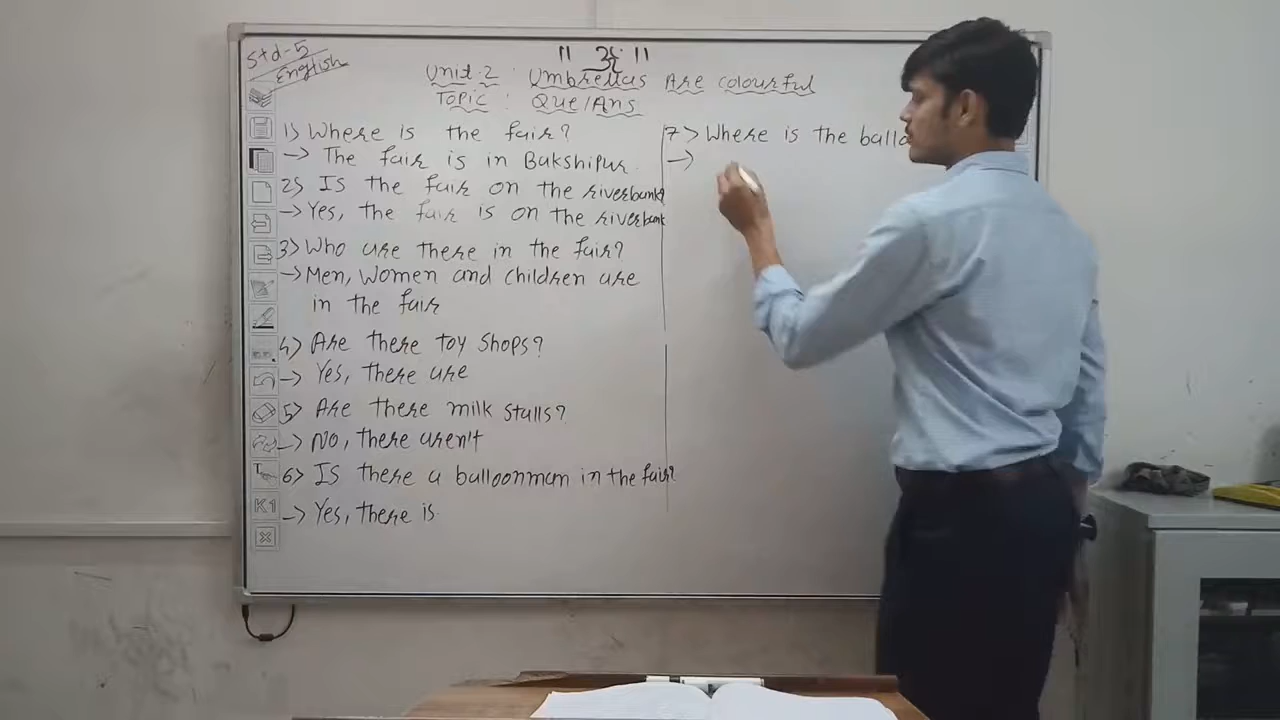 Std-5
English
" ૐ "
Unit.2 : Umbrellas Are colourful
Topic : Que/Ans
1) Where is the fair?
→ The fair is in Bakshipur.
2) Is the fair on the riverbank?
→ Yes, the fair is on the riverbank
3) Who are there in the fair?
→ Men, Women and children are
in the fair
4) Are there toy shops?
→ Yes, there are
5) Are there milk stalls?
→ No, there aren't
6) Is there a balloonman in the fair?
→ Yes, there is.
7) Where is the ballo
→
K1